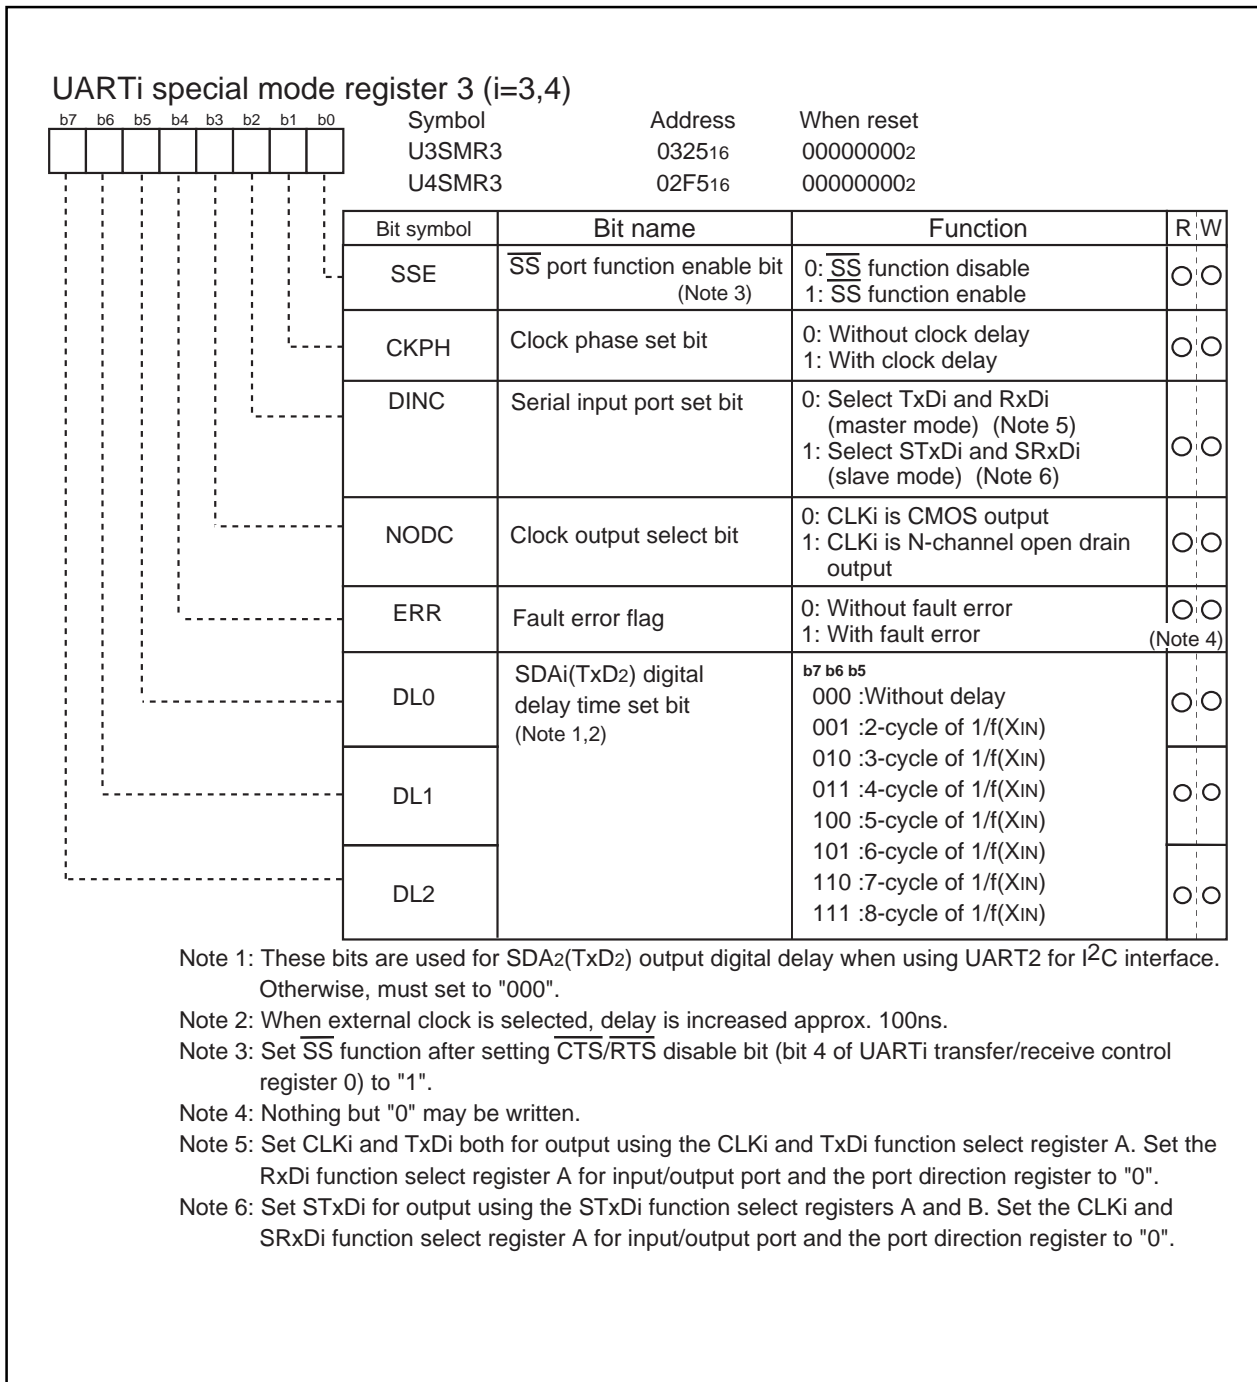 UARTi special mode register 3 (i=3,4)
b7 b6 b5 b4 b3 b2 b1 b0
Symbol Address When reset
U3SMR3 032516 000000002
U4SMR3 02F516 000000002
Bit symbol Bit name Function R W
SSE SS port function enable bit (Note 3) 0: SS function disable
1: SS function enable
CKPH Clock phase set bit 0: Without clock delay
1: With clock delay
DINC Serial input port set bit 0: Select TxDi and RxDi
(master mode) (Note 5)
1: Select STxDi and SRxDi
(slave mode) (Note 6)
NODC Clock output select bit 0: CLKi is CMOS output
1: CLKi is N-channel open drain
output
ERR Fault error flag 0: Without fault error
1: With fault error (Note 4)
DL0 SDAi(TxD2) digital
delay time set bit
(Note 1,2)
b7 b6 b5
000 :Without delay
001 :2-cycle of 1/f(XIN)
010 :3-cycle of 1/f(XIN)
DL1 011 :4-cycle of 1/f(XIN)
100 :5-cycle of 1/f(XIN)
101 :6-cycle of 1/f(XIN)
DL2 110 :7-cycle of 1/f(XIN)
111 :8-cycle of 1/f(XIN)
Note 1: These bits are used for SDA2(TxD2) output digital delay when using UART2 for I2C interface.
Otherwise, must set to "000".
Note 2: When external clock is selected, delay is increased approx. 100ns.
Note 3: Set SS function after setting CTS/RTS disable bit (bit 4 of UARTi transfer/receive control
register 0) to "1".
Note 4: Nothing but "0" may be written.
Note 5: Set CLKi and TxDi both for output using the CLKi and TxDi function select register A. Set the
RxDi function select register A for input/output port and the port direction register to "0".
Note 6: Set STxDi for output using the STxDi function select registers A and B. Set the CLKi and
SRxDi function select register A for input/output port and the port direction register to "0".